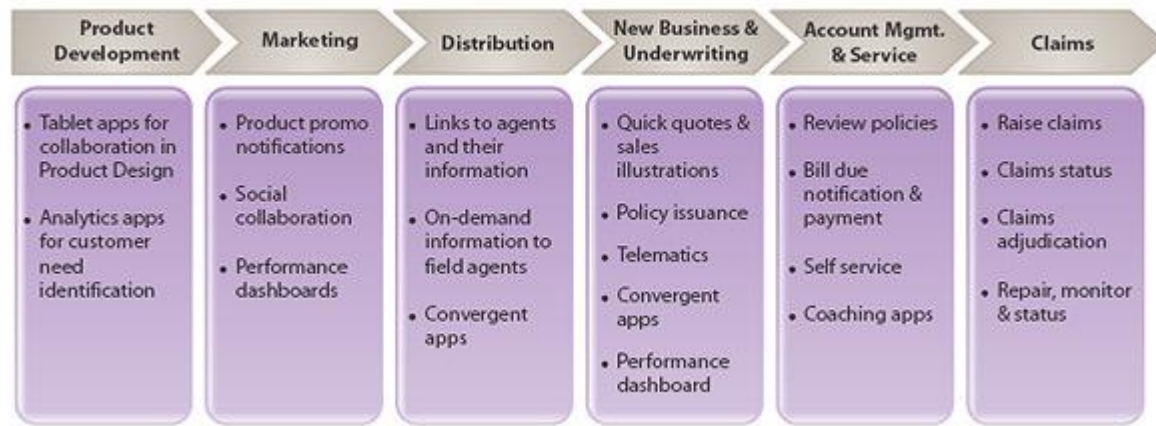 Product
Development
Marketing
Distribution
New Business &
Underwriting
Account Mgmt.
& Service
Claims
• Tablet apps for
collaboration in
Product Design
• Analytics apps
for customer
need
identification
• Product promo
notifications
• Social
collaboration
• Performance
dashboards
• Links to agents
and their
information
• On-demand
information to
field agents
• Convergent
apps
• Quick quotes &
sales
illustrations
• Policy issuance
• Telematics
• Convergent
apps
• Performance
dashboard
• Review policies
• Bill due
notification &
payment
• Self service
• Coaching apps
• Raise claims
• Claims status
• Claims
adjudication
• Repair, monitor
& status